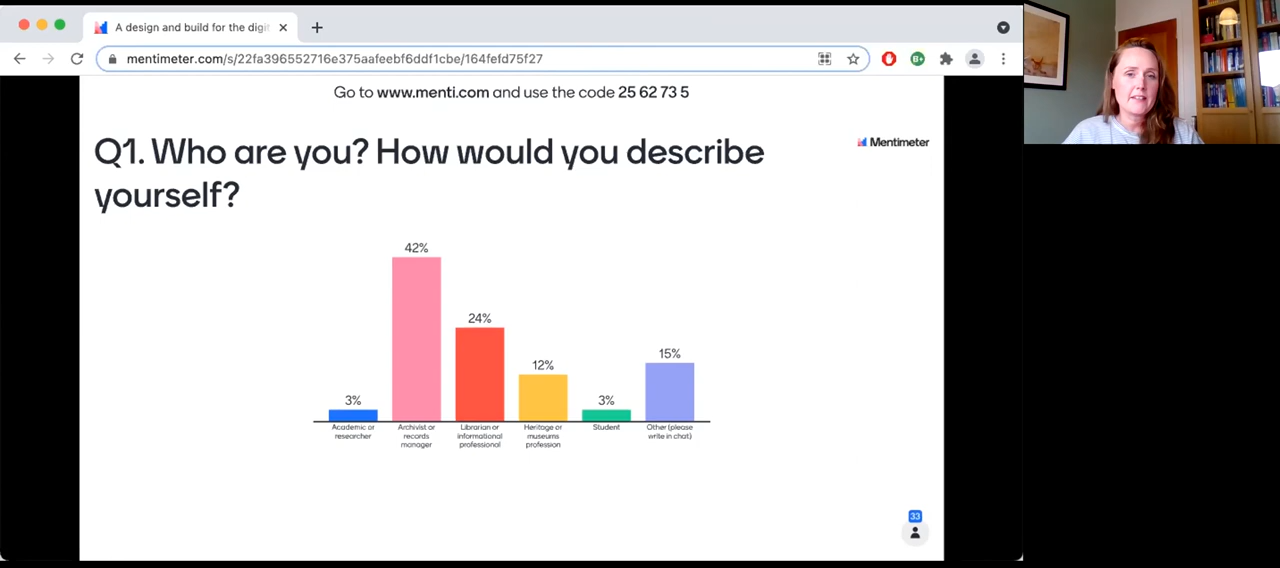 A design and build for the digi
mentimeter.com/s/22fa396552716e375aafeebf6ddf1cbe/164fefd75f27
Go to www.menti.com and use the code 25 62 73 5
Q1. Who are you? How would you describe
yourself?
Mentimeter
42%
24%
15%
12%
3%
3%
Academic or
researcher
Archivist or
records
manager
Librarian or
informational
professional
Heritage or
museums
profession
Student
Other (please
write in chat)
33